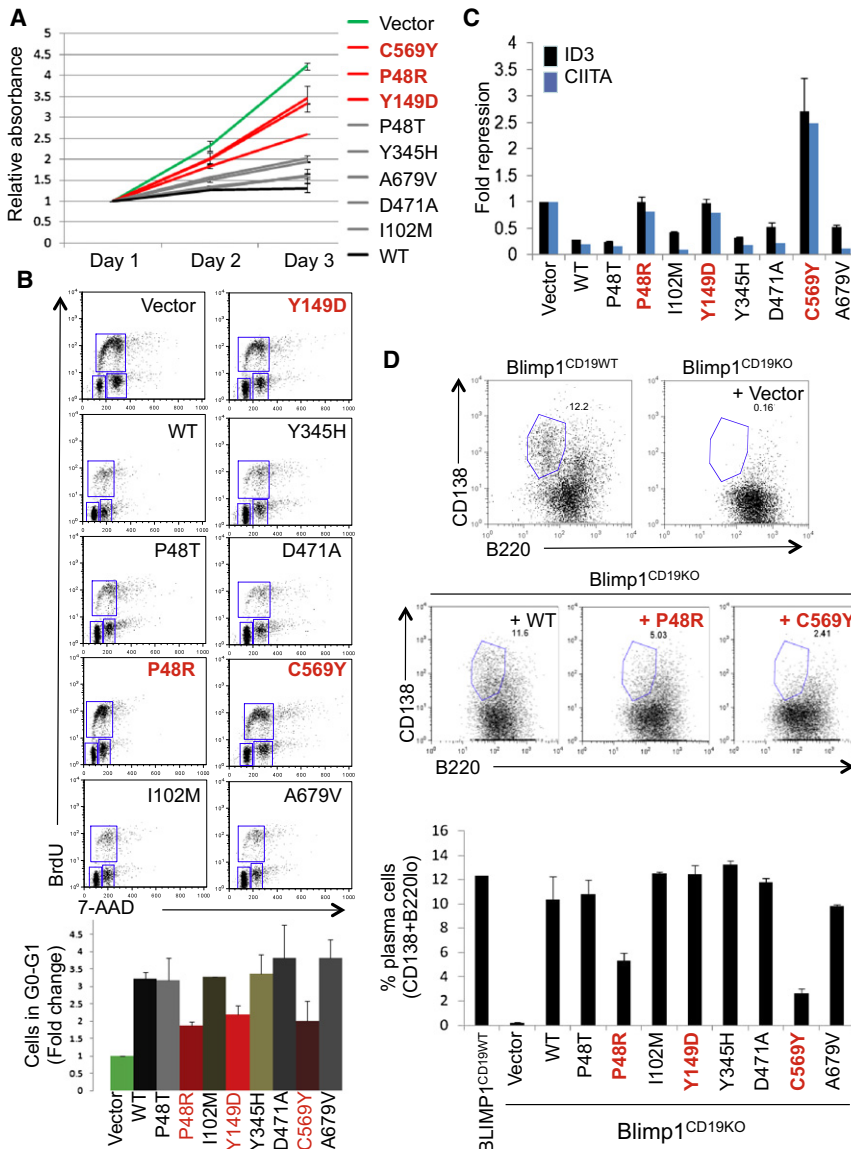 A
Relative absorbance
5
4.5
4
3.5
3
2.5
2
1.5
1
0.5
0
Day 1 Day 2 Day 3
Vector
C569Y
P48R
Y149D
P48T
Y345H
A679V
D471A
I102M
WT
C
Fold repression
4
3.5
3
2.5
2
1.5
1
0.5
0
ID3
CIITA
Vector
WT
P48T
P48R
I102M
Y149D
Y345H
D471A
C569Y
A679V
B
Vector
Y149D
WT
Y345H
P48T
D471A
P48R
C569Y
I102M
A679V
BrdU
7-AAD
Cells in G0-G1
(Fold change)
5.0
4.5
4.0
3.5
3.0
2.5
2.0
1.5
1.0
0.5
0.0
Vector
WT
P48T
P48R
I102M
Y149D
Y345H
D471A
C569Y
A679V
D
Blimp1CD19WT Blimp1CD19KO
+ Vector
12.2
0.16
CD138
B220
Blimp1CD19KO
+ WT
11.6
+ P48R
5.03
+ C569Y
2.41
CD138
B220
% plasma cells
(CD138+B220lo)
16
14
12
10
8
6
4
2
0
BLIMP1CD19WT
Vector
WT
P48T
P48R
I102M
Y149D
Y345H
D471A
C569Y
A679V
Blimp1CD19KO